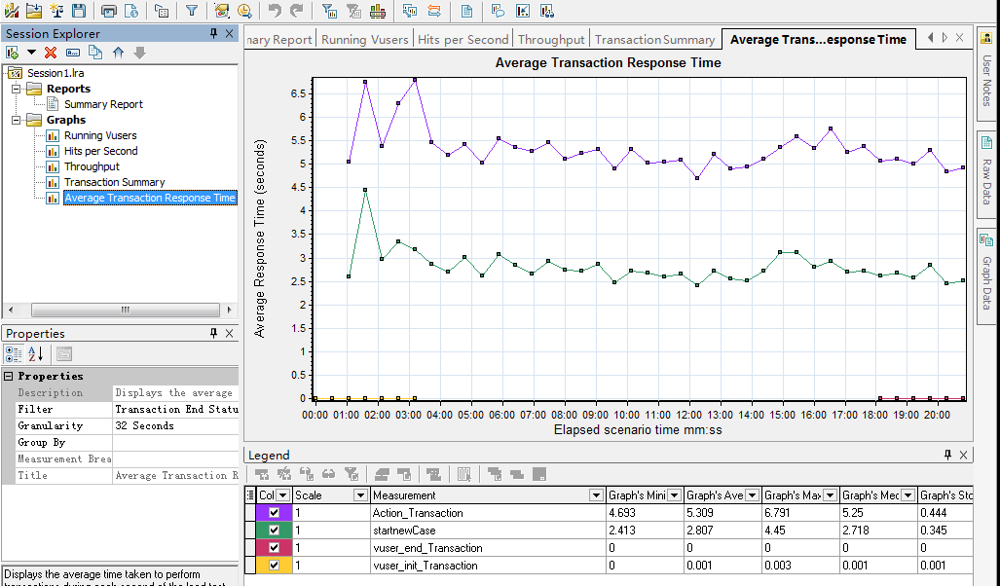 Session Explorer
Session1.lra
Reports
Summary Report
Graphs
Running Vusers
Hits per Second
Throughput
Transaction Summary
Average Transaction Response Time
Properties
Properties
Description Displays the average
Filter Transaction End Statu
Granularity 32 Seconds
Group By
Measurement Brea
Title Average Transaction R
Displays the average time taken to perform
transactions during each second of the load test
nary Report Running Vusers Hits per Second Throughput Transaction Summary Average Trans...esponse Time
Average Transaction Response Time
Average Response Time (seconds)
6.5
6
5.5
5
4.5
4
3.5
3
2.5
2
1.5
1
0.5
0
00:00 01:00 02:00 03:00 04:00 05:00 06:00 07:00 08:00 09:00 10:00 11:00 12:00 13:00 14:00 15:00 16:00 17:00 18:00 19:00 20:00
Elapsed scenario time mm:ss
User Notes
Raw Data
Graph Data
Legend
Col Scale Measurement Graph's Mini Graph's Ave Graph's Max Graph's Med Graph's Std
1 Action_Transaction 4.693 5.309 6.791 5.25 0.444
1 startnewCase 2.413 2.807 4.45 2.718 0.345
1 vuser_end_Transaction 0 0 0 0 0
1 vuser_init_Transaction 0 0.001 0.003 0.001 0.001